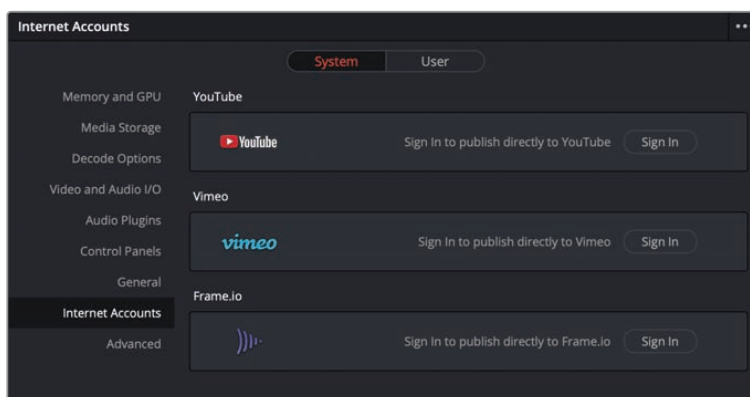 Internet Accounts
System User
Memory and GPU
Media Storage
Decode Options
Video and Audio I/O
Audio Plugins
Control Panels
General
Internet Accounts
Advanced
YouTube
YouTube Sign In to publish directly to YouTube Sign In
Vimeo
vimeo Sign In to publish directly to Vimeo Sign In
Frame.io
Sign In to publish directly to Frame.io Sign In